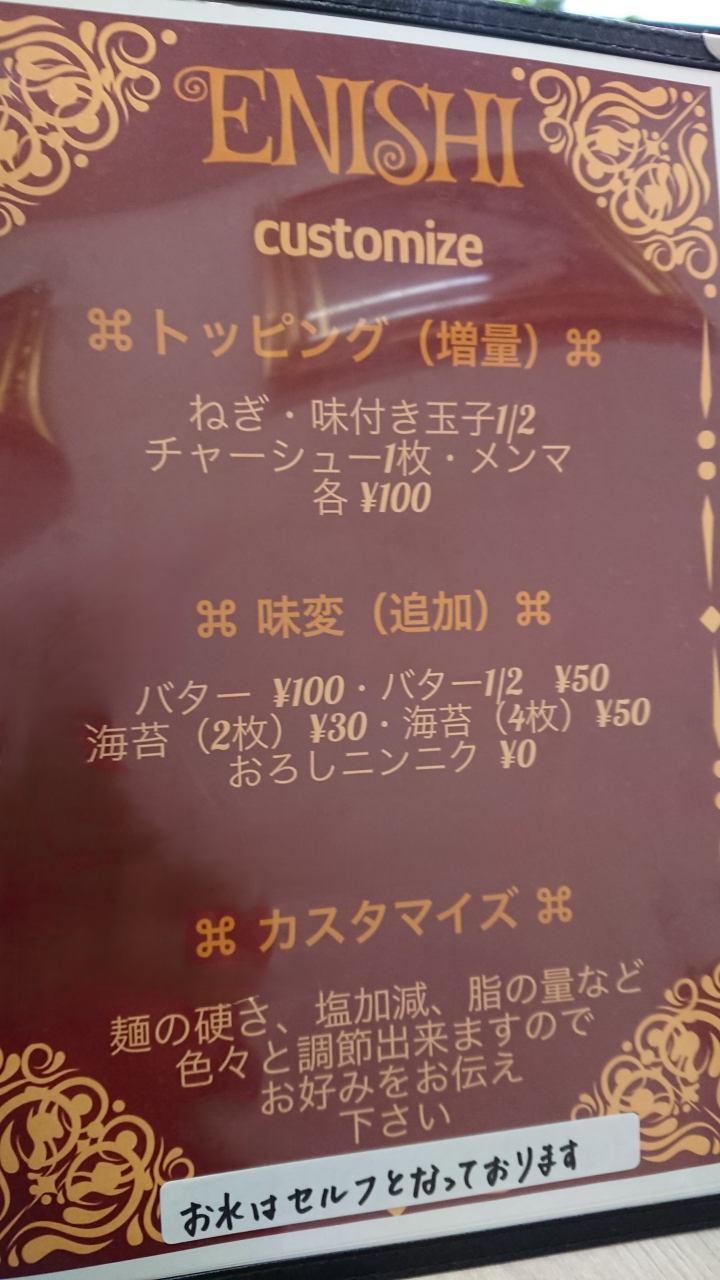 ENISHI
customize
⌘トッピング（増量）⌘
ねぎ・味付き玉子1/2
チャーシュー1枚・メンマ
各 ¥100
⌘ 味変（追加）⌘
バター ¥100・バター1/2 ¥50
海苔（2枚）¥30・海苔（4枚）¥50
おろしニンニク ¥0
⌘ カスタマイズ ⌘
麺の硬さ、塩加減、脂の量など
色々と調節出来ますので
お好みをお伝え
下さい
お水はセルフとなっております